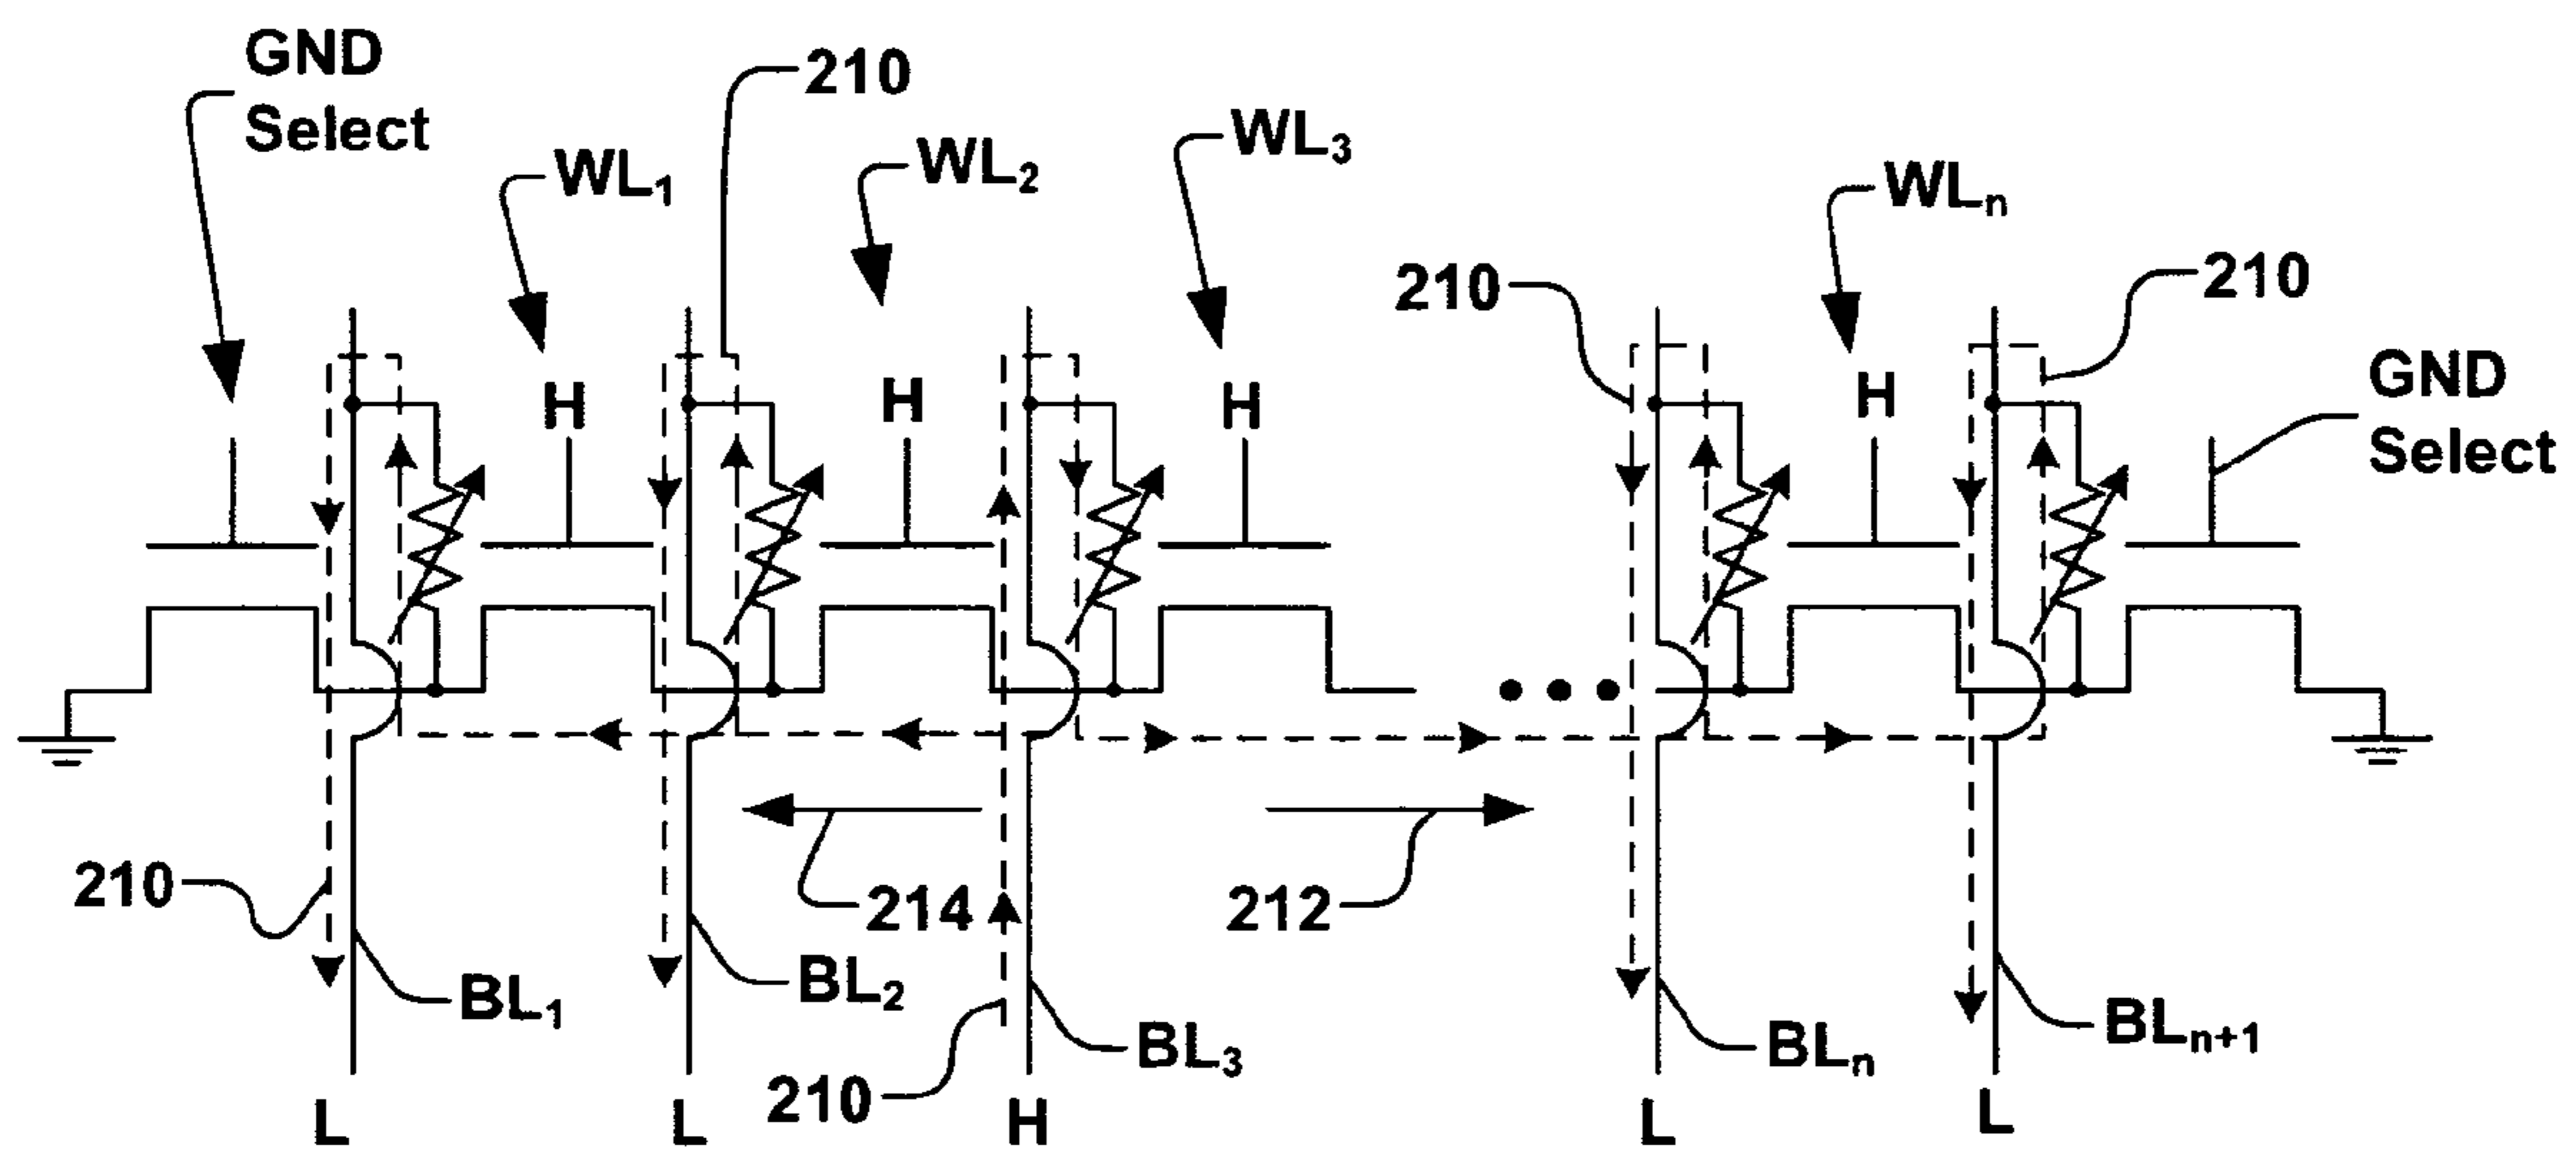 GND
Select
210
WL₁
WL₂
WL₃
WLₙ
210
210
GND
Select
H
H
H
H
210
214
212
BL₁
BL₂
BL₃
BLₙ
BLₙ₊₁
210
L
L
H
L
L